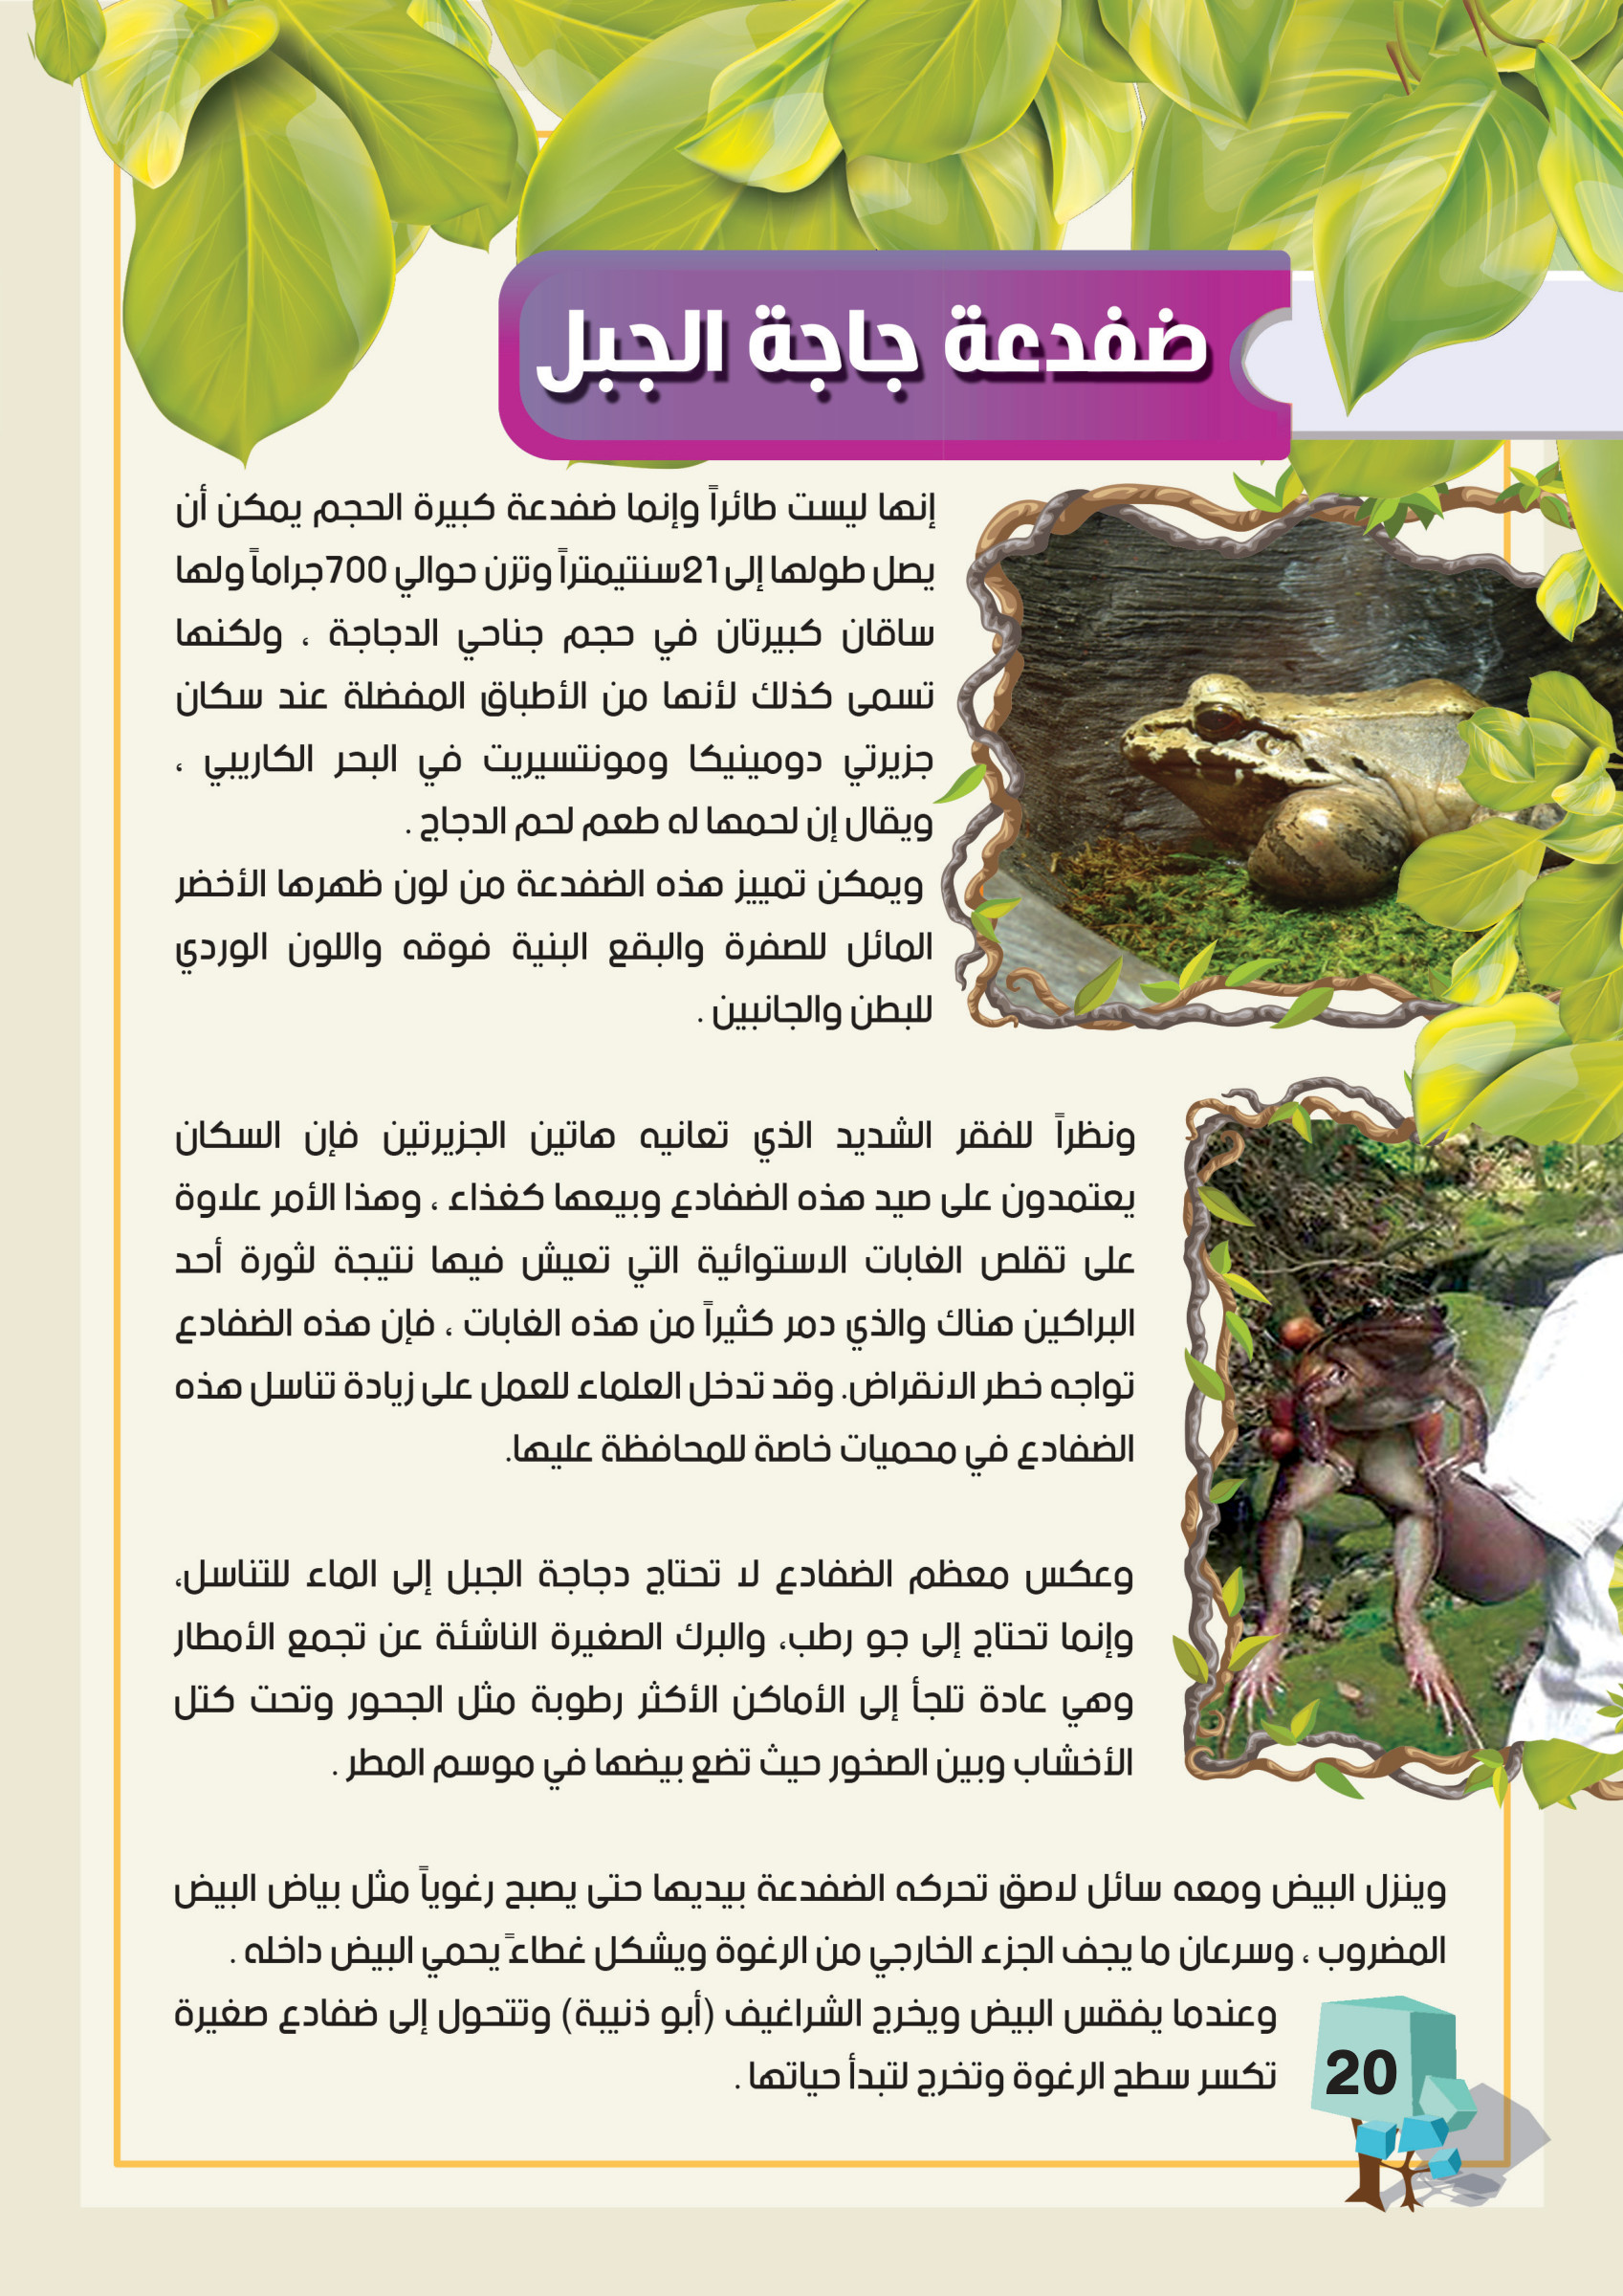 ضفدعة جاجة الجبل
إنها ليست طائراً وإنما ضفدعة كبيرة الحجم يمكن أن
يصل طولها إلى 21سنتيمتراً وتزن حوالي 700جراماً ولها
ساقان كبيرتان في حجم جناحي الدجاجة ، ولكنها
تسمى كذلك لأنها من الأطباق المفضلة عند سكان
جزيرتي دومينيكا ومونتسيريت في البحر الكاريبي ،
ويقال إن لحمها له طعم لحم الدجاج .
ويمكن تمييز هذه الضفدعة من لون ظهرها الأخضر
المائل للصفرة والبقع البنية فوقه واللون الوردي
للبطن والجانبين .
ونظراً للفقر الشديد الذي تعانيه هاتين الجزيرتين فإن السكان
يعتمدون على صيد هذه الضفادع وبيعها كغذاء ، وهذا الأمر علاوة
على تقلص الغابات الاستوائية التي تعيش فيها نتيجة لثورة أحد
البراكين هناك والذي دمر كثيراً من هذه الغابات ، فإن هذه الضفادع
تواجه خطر الانقراض. وقد تدخل العلماء للعمل على زيادة تناسل هذه
الضفادع في محميات خاصة للمحافظة عليها.
وعكس معظم الضفادع لا تحتاج دجاجة الجبل إلى الماء للتناسل،
وإنما تحتاج إلى جو رطب، والبرك الصغيرة الناشئة عن تجمع الأمطار
وهي عادة تلجأ إلى الأماكن الأكثر رطوبة مثل الجحور وتحت كتل
الأخشاب وبين الصخور حيث تضع بيضها في موسم المطر .
وينزل البيض ومعه سائل لاصق تحركه الضفدعة بيديها حتى يصبح رغوياً مثل بياض البيض
المضروب ، وسرعان ما يجف الجزء الخارجي من الرغوة ويشكل غطاءً يحمي البيض داخله .
وعندما يفقس البيض ويخرج الشراغيف (أبو ذنيبة) وتتحول إلى ضفادع صغيرة
تكسر سطح الرغوة وتخرج لتبدأ حياتها .
20